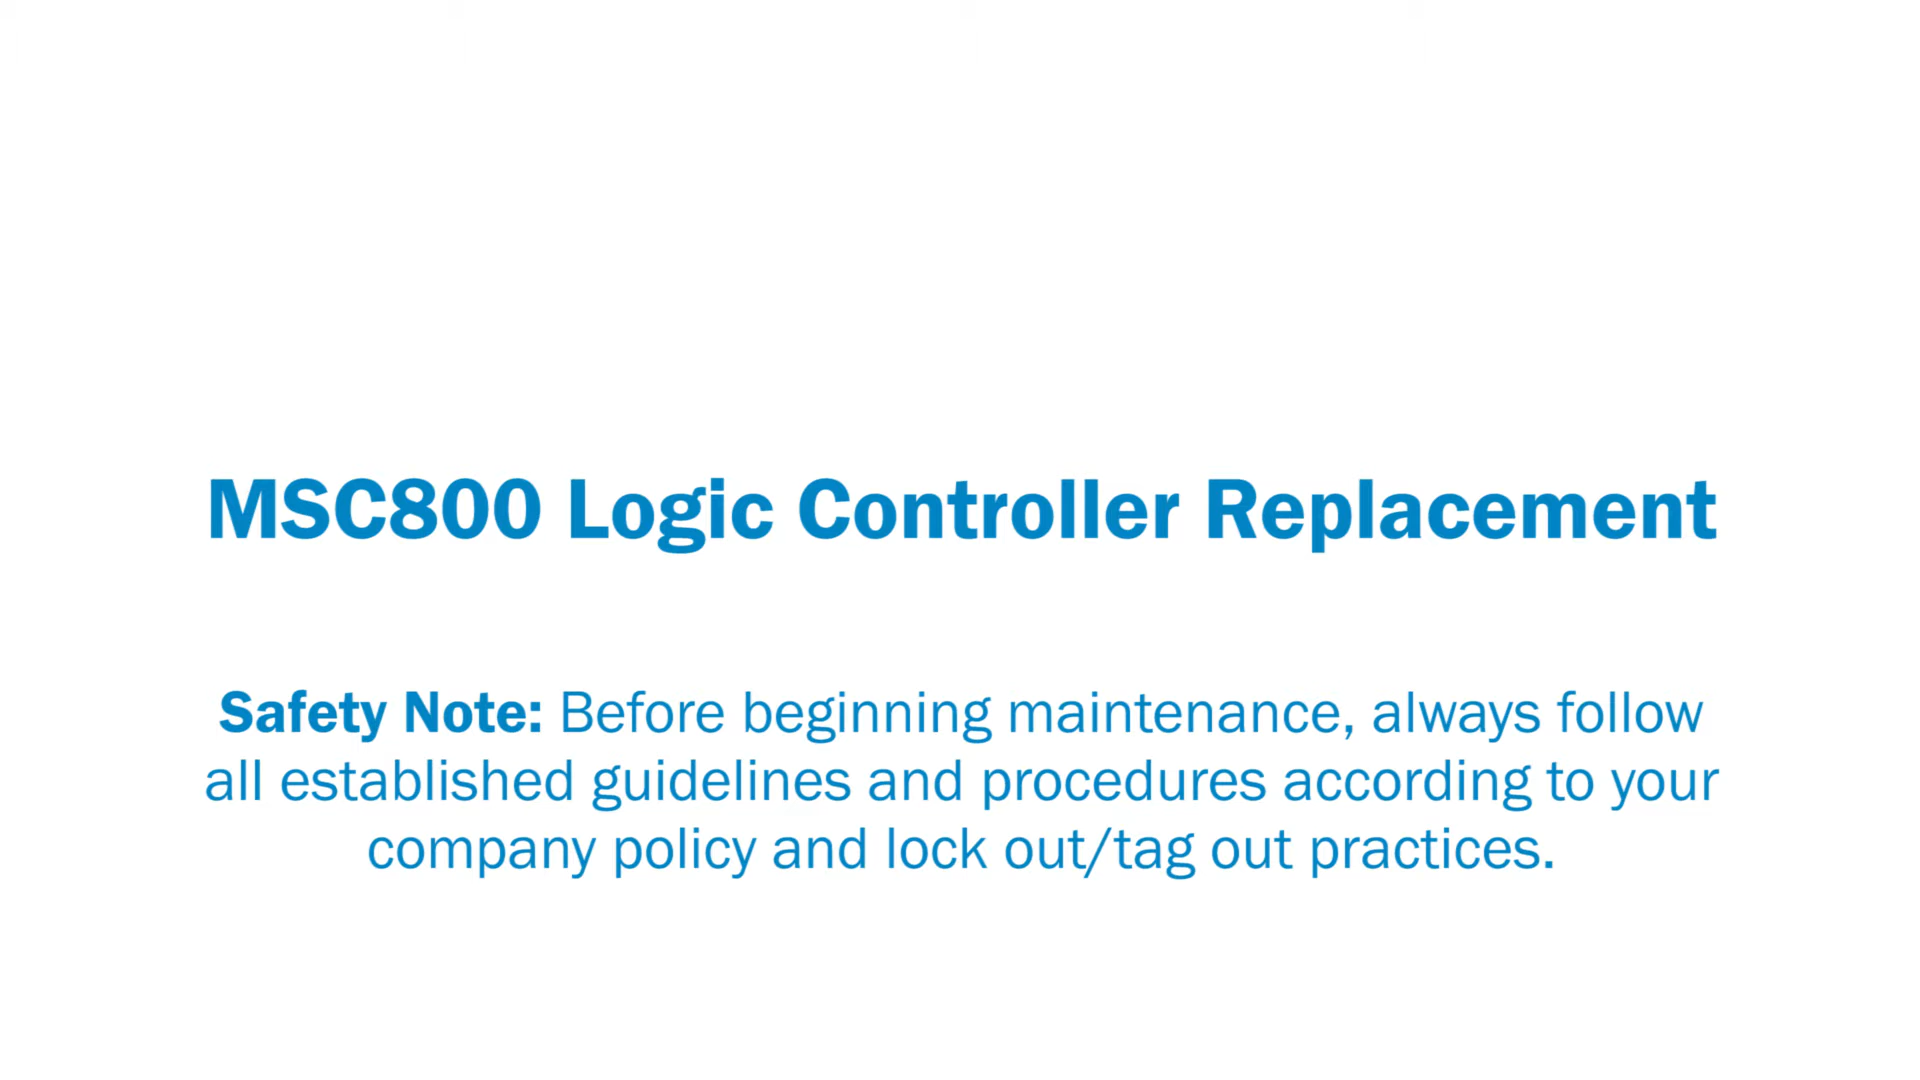 MSC800 Logic Controller Replacement
Safety Note: Before beginning maintenance, always follow
all established guidelines and procedures according to your
company policy and lock out/tag out practices.